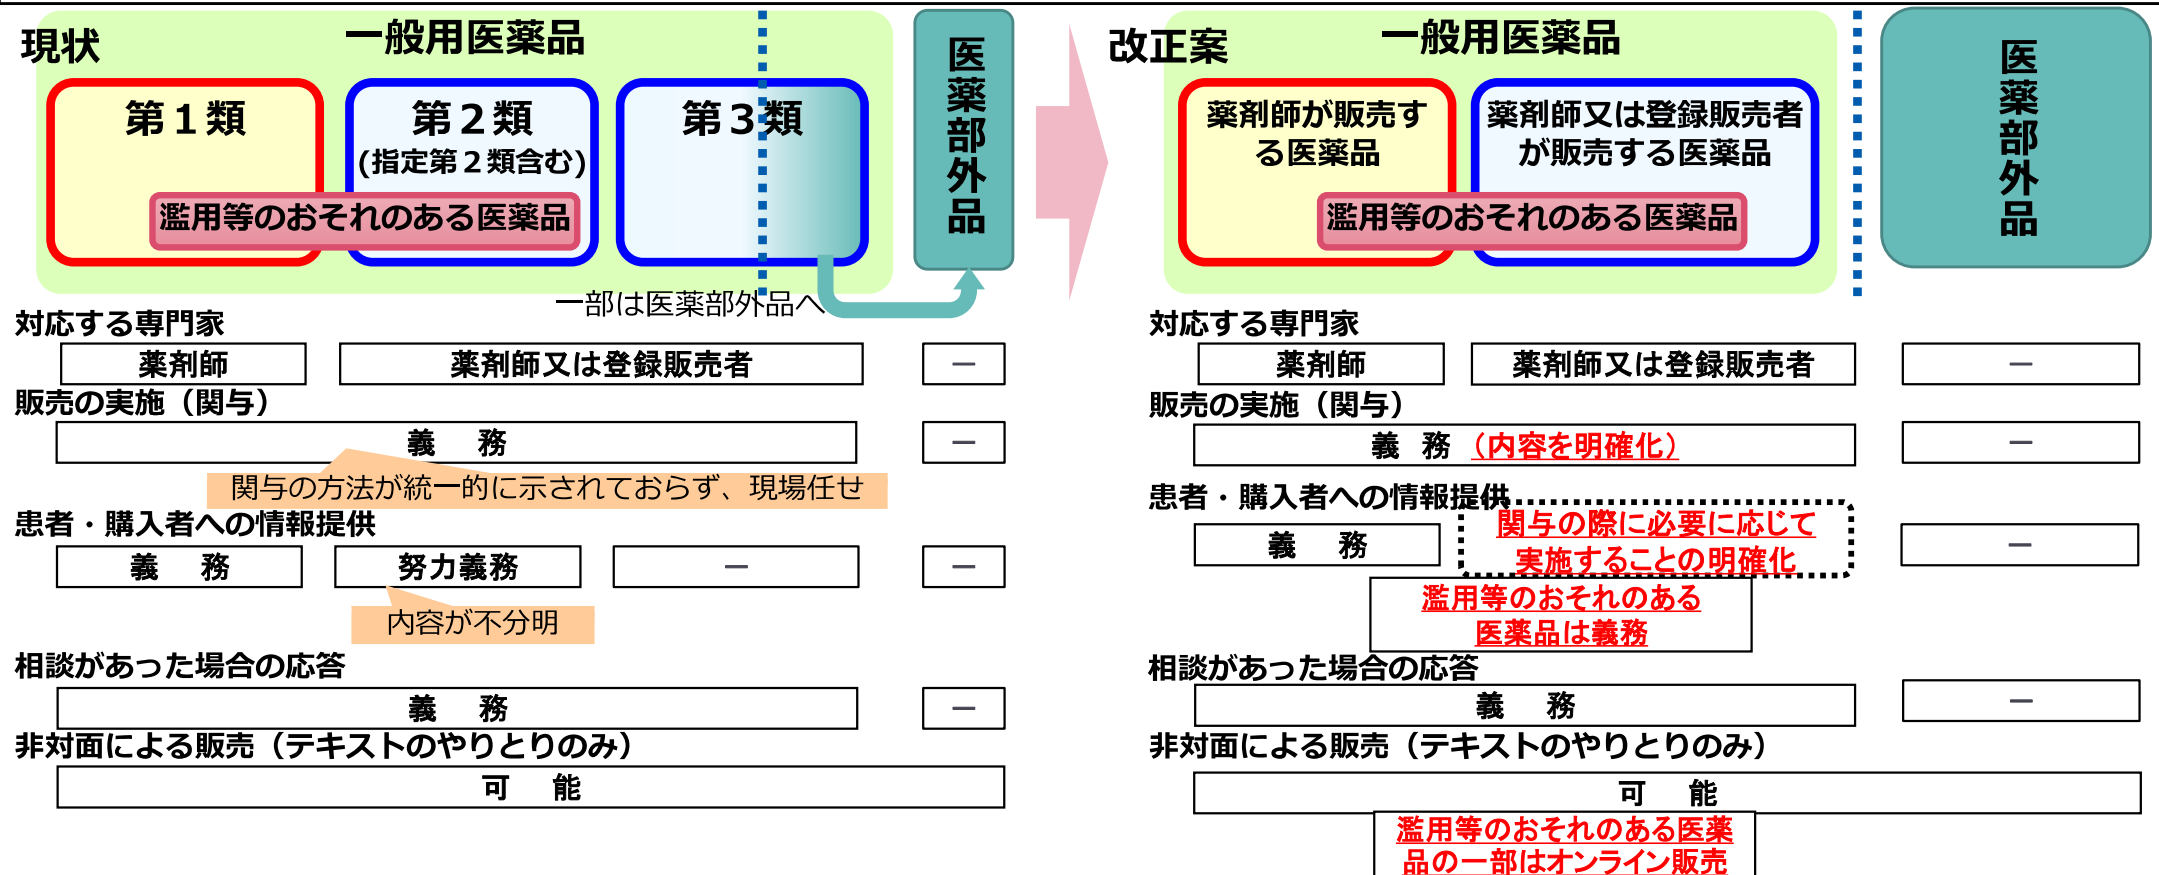 現状
一般用医薬品
第１類
第２類
(指定第２類含む)
第３類
濫用等のおそれのある医薬品
医薬部外品
一部は医薬部外品へ
対応する専門家
薬剤師
薬剤師又は登録販売者
－
販売の実施（関与）
義　務
－
関与の方法が統一的に示されておらず、現場任せ
患者・購入者への情報提供
義　務
努力義務
－
－
内容が不分明
相談があった場合の応答
義　務
－
非対面による販売（テキストのやりとりのみ）
可　能
改正案
一般用医薬品
薬剤師が販売す
る医薬品
薬剤師又は登録販売者
が販売する医薬品
濫用等のおそれのある医薬品
医薬部外品
対応する専門家
薬剤師
薬剤師又は登録販売者
－
販売の実施（関与）
義 務 （内容を明確化）
－
患者・購入者への情報提供
義　務
関与の際に必要に応じて
実施することの明確化
－
濫用等のおそれのある
医薬品は義務
相談があった場合の応答
義　務
－
非対面による販売（テキストのやりとりのみ）
可　能
濫用等のおそれのある医薬
品の一部はオンライン販売